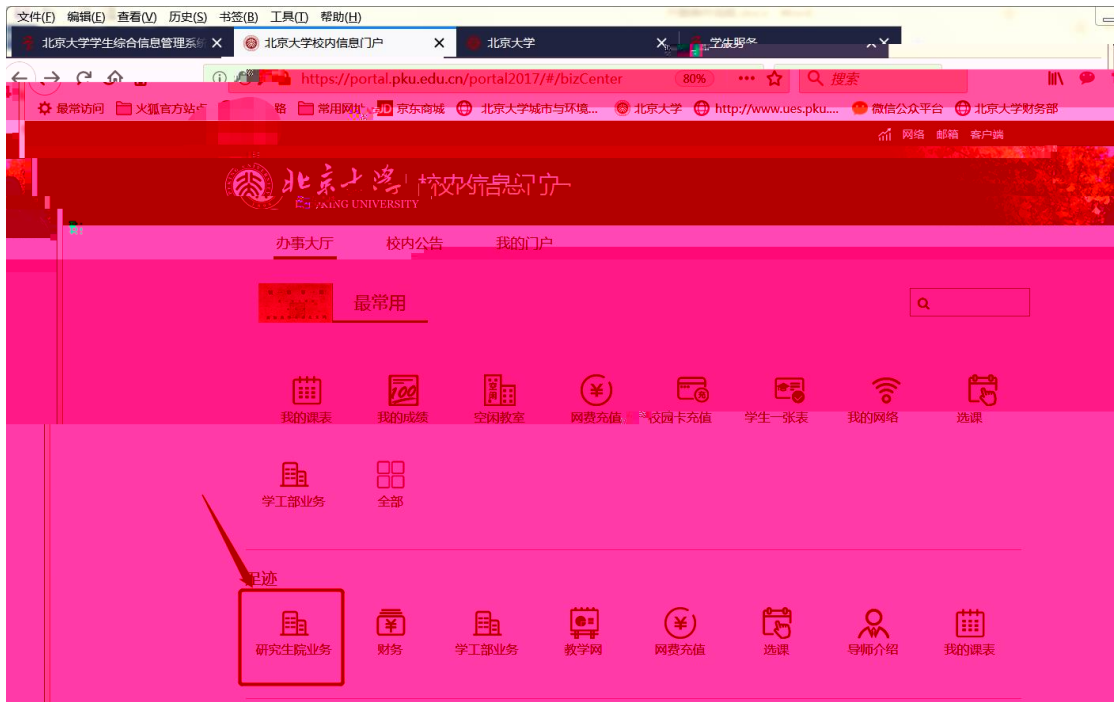 文件(F) 编辑(E) 查看(V) 历史(S) 书签(B) 工具(T) 帮助(H)
北京大学学生综合信息管理系统 北京大学校内信息门户 北京大学
https://portal.pku.edu.cn/portal2017/#/bizCenter 80% 搜索
最常访问 火狐官方站点 常用网址 JD 京东商城 北京大学城市与环境... 北京大学 http://www.ues.pku.... 微信公众平台 北京大学财务部
网络 邮箱 客户端
北京大学 校内信息门户
UNIVERSITY
办事大厅 校内公告 我的门户
最常用
我的课表 我的成绩 空闲教室 网费充值 校园卡充值 学生一张表 我的网络 选课
学工部业务 全部
足迹
研究生院业务 财务 学工部业务 教学网 网费充值 选课 导师介绍 我的课表